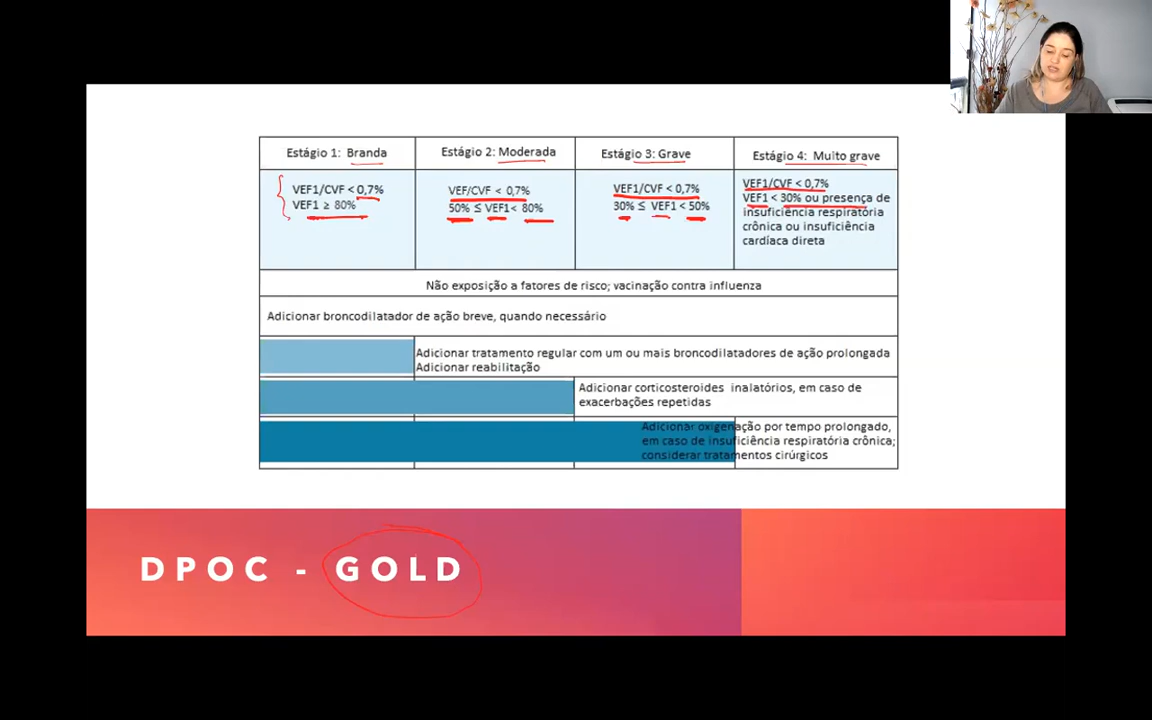 Estágio 1: Branda
Estágio 2: Moderada
Estágio 3: Grave
Estágio 4: Muito grave
VEF1/CVF < 0,7%
VEF1 ≥ 80%
VEF/CVF < 0,7%
50% ≤ VEF1< 80%
VEF1/CVF < 0,7%
30% ≤ VEF1 < 50%
VEF1/CVF < 0,7%
VEF1 < 30% ou presença de
insuficiência respiratória
crônica ou insuficiência
cardíaca direta
Não exposição a fatores de risco; vacinação contra influenza
Adicionar broncodilatador de ação breve, quando necessário
Adicionar tratamento regular com um ou mais broncodilatadores de ação prolongada
Adicionar reabilitação
Adicionar corticosteroides inalatórios, em caso de
exacerbações repetidas
Adicionar oxigenação por tempo prolongado,
em caso de insuficiência respiratória crônica;
considerar tratamentos cirúrgicos
DPOC - GOLD